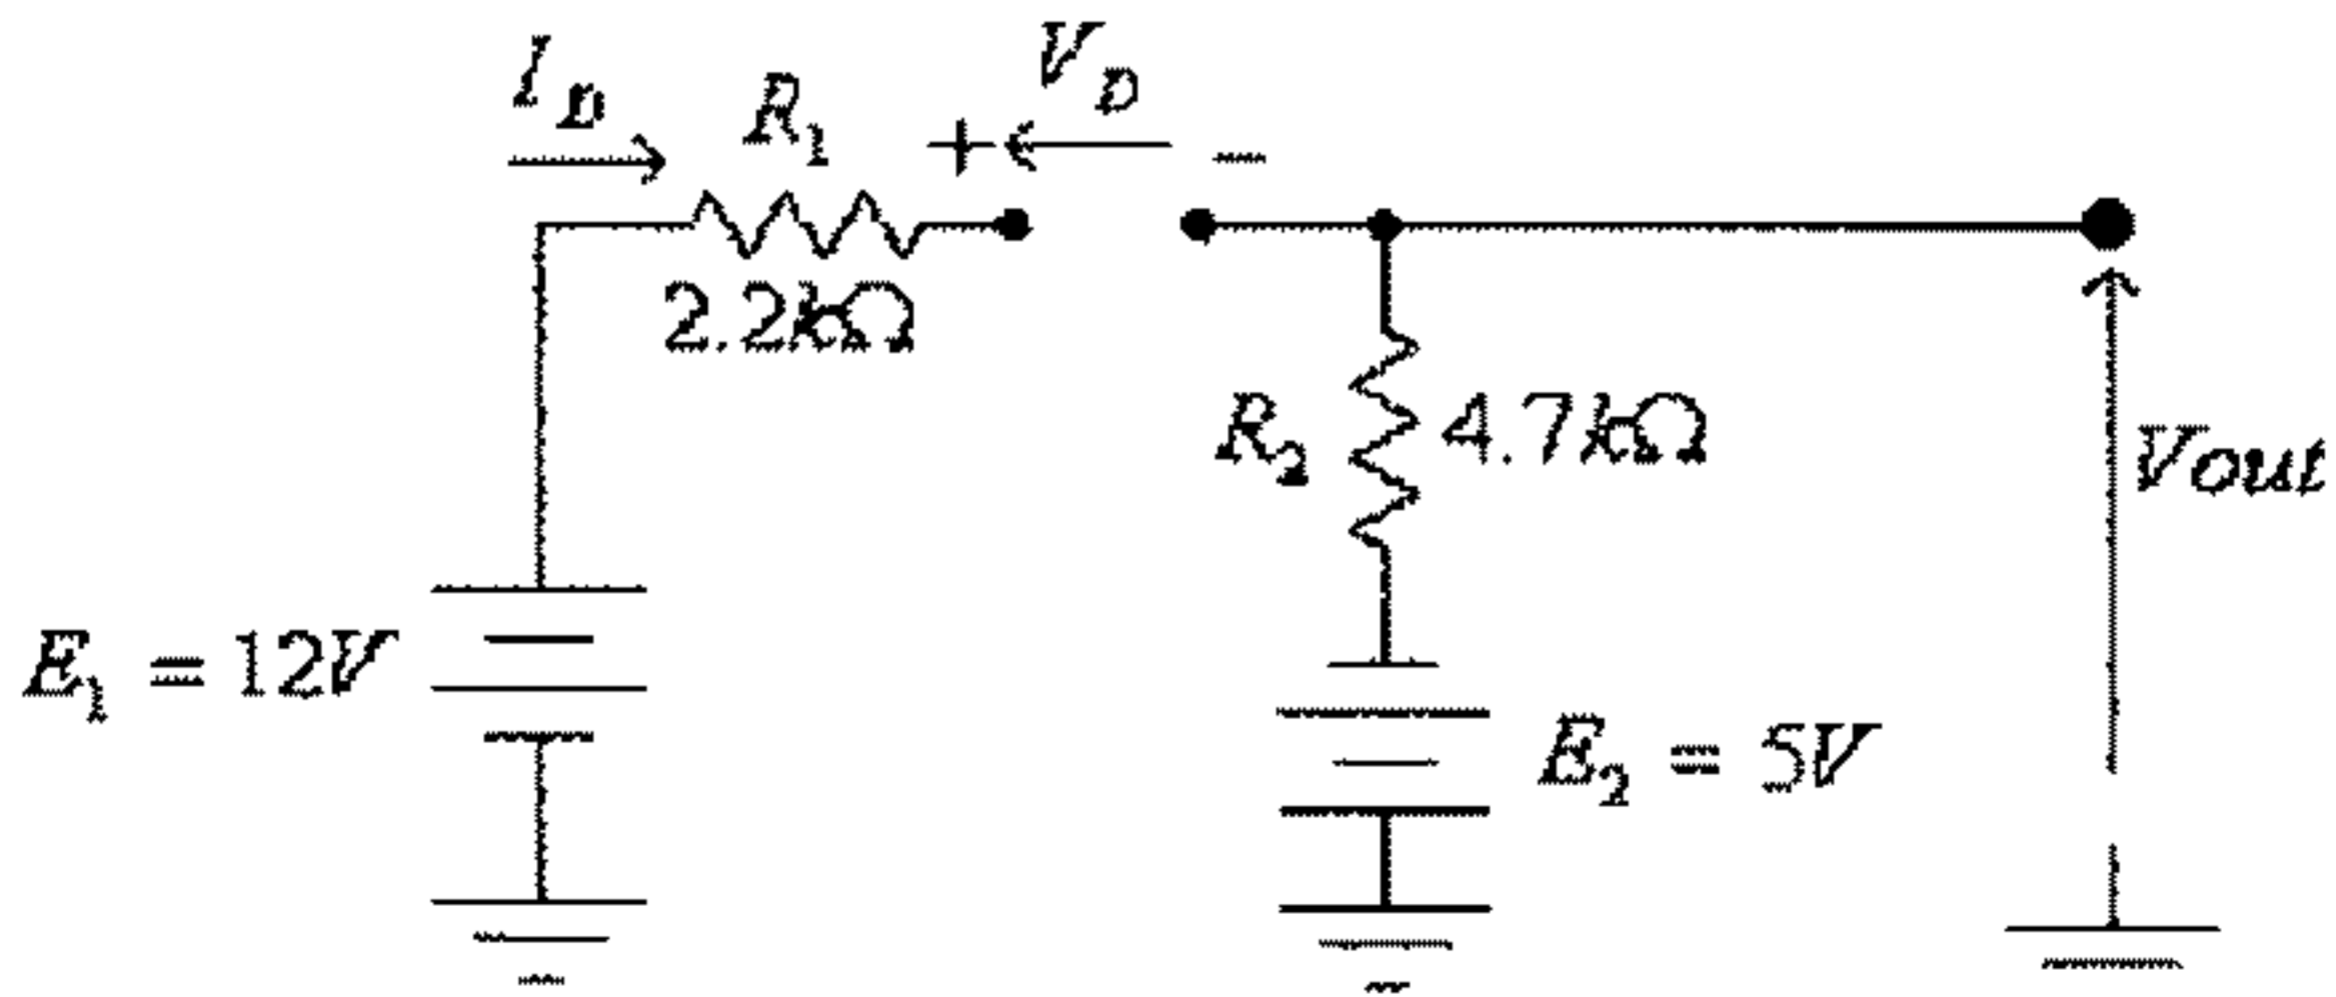 I_D
R_1
+
V_D
-
2.2kΩ
R_2
4.7kΩ
Vout
E_1 = 12V
E_2 = 5V